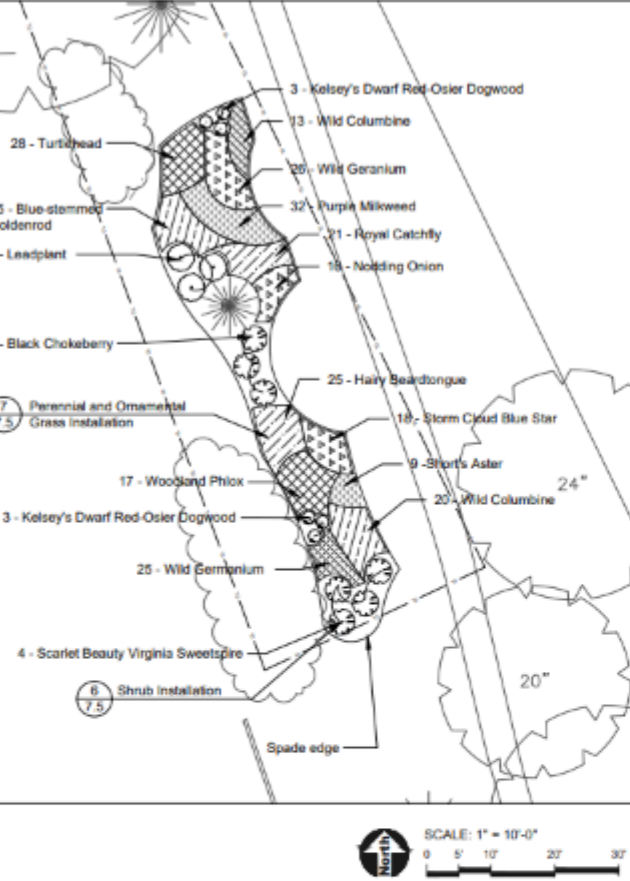 3 - Kelsey's Dwarf Red-Osier Dogwood
13 - Wild Columbine
28 - Turtlehead
26 - Wild Geranium
5 - Blue-stemmed
oldenrod
32 - Purple Milkweed
21 - Royal Catchfly
- Leadplant
18 - Nodding Onion
- Black Chokeberry
25 - Hairy Beardtongue
7
7.5
Perennial and Ornamental
Grass Installation
18 - Storm Cloud Blue Star
17 - Woodland Phlox
9 - Short's Aster
24"
20 - Wild Columbine
3 - Kelsey's Dwarf Red-Osier Dogwood
25 - Wild Germanium
4 - Scarlet Beauty Virginia Sweetspire
20"
6
7.5
Shrub Installation
Spade edge
North
SCALE: 1" = 10'-0"
0 5' 10' 20' 30'